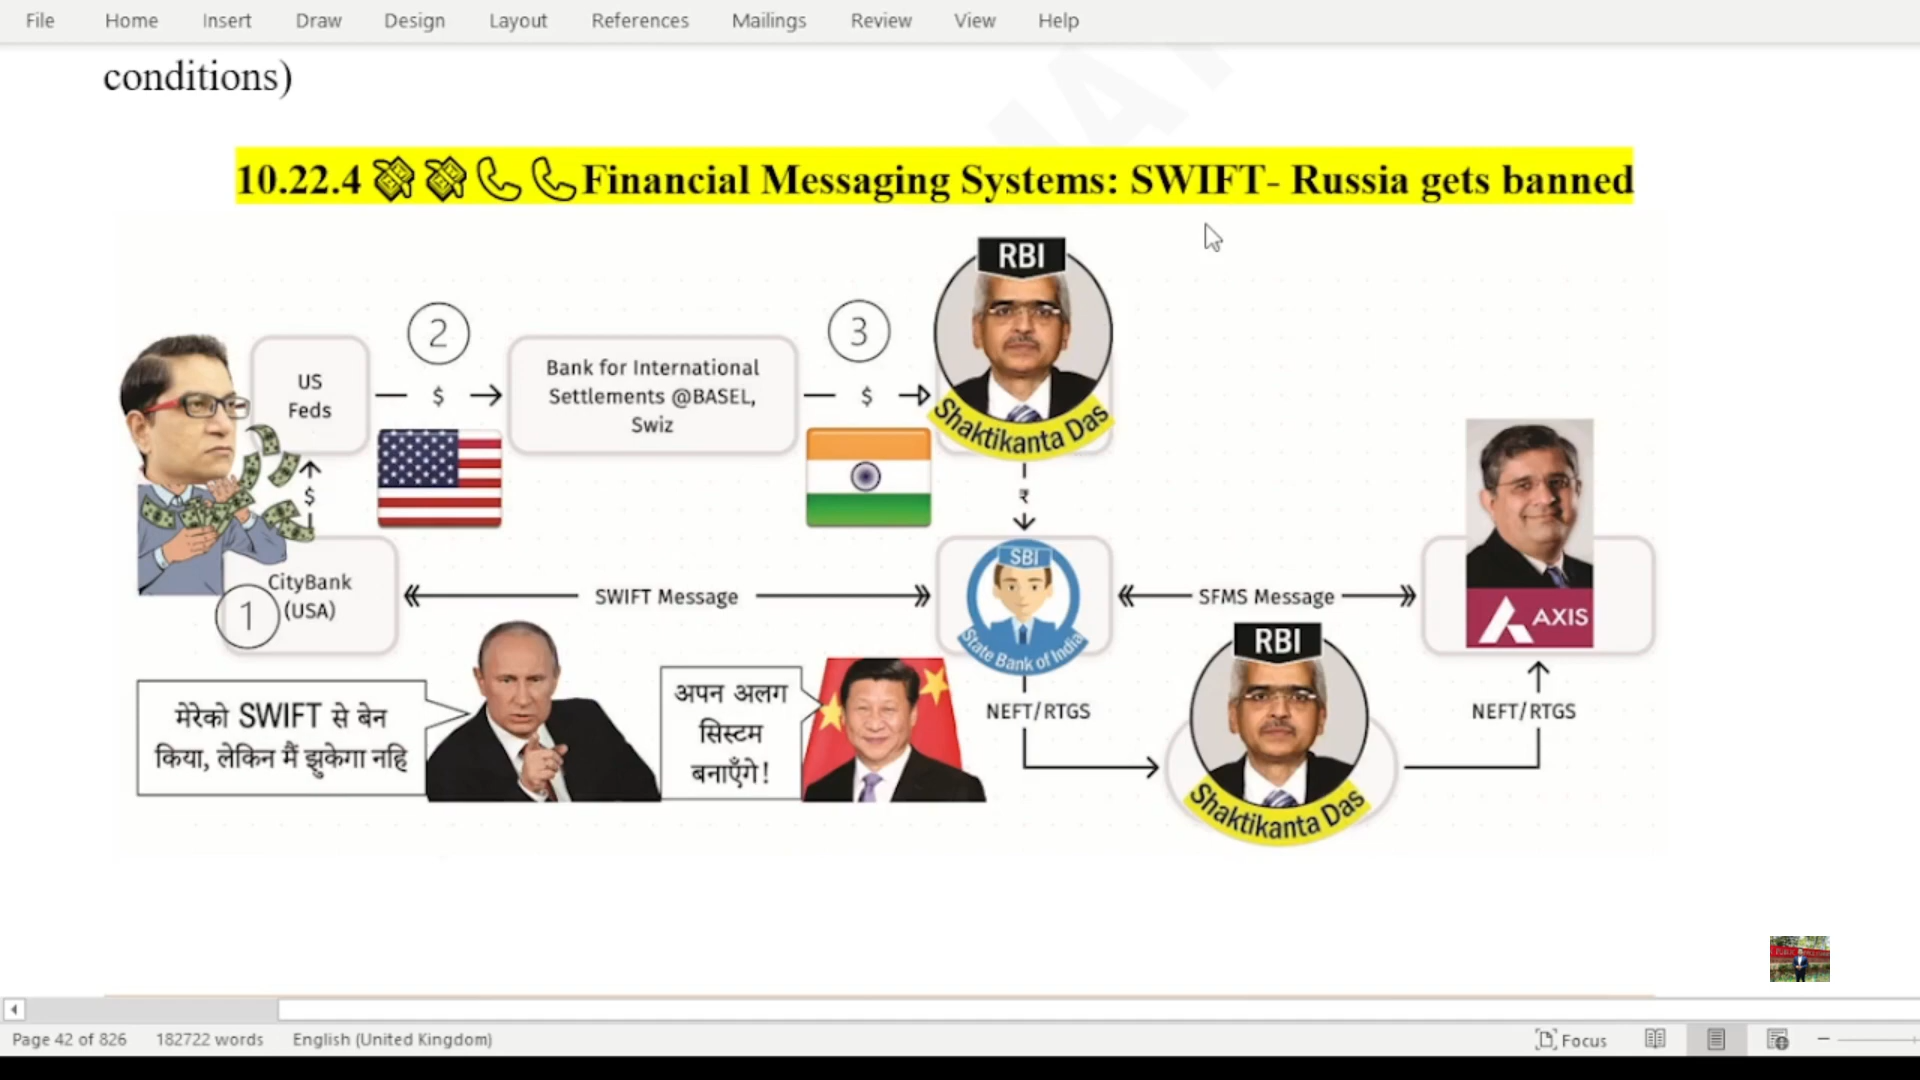 File Home Insert Draw Design Layout References Mailings Review View Help
conditions)
10.22.4 Financial Messaging Systems: SWIFT- Russia gets banned
RBI
Shaktikanta Das
2
3
US
Feds
$
Bank for International
Settlements @BASEL,
Swiz
$
$
₹
1
CityBank
(USA)
SWIFT Message
SBI
State Bank of India
SFMS Message
AXIS
मेरेको SWIFT से बेन
किया, लेकिन मैं झुकेगा नहि
अपन अलग
सिस्टम
बनाएँगे!
NEFT/RTGS
RBI
Shaktikanta Das
NEFT/RTGS
Page 42 of 826 182722 words English (United Kingdom) Focus